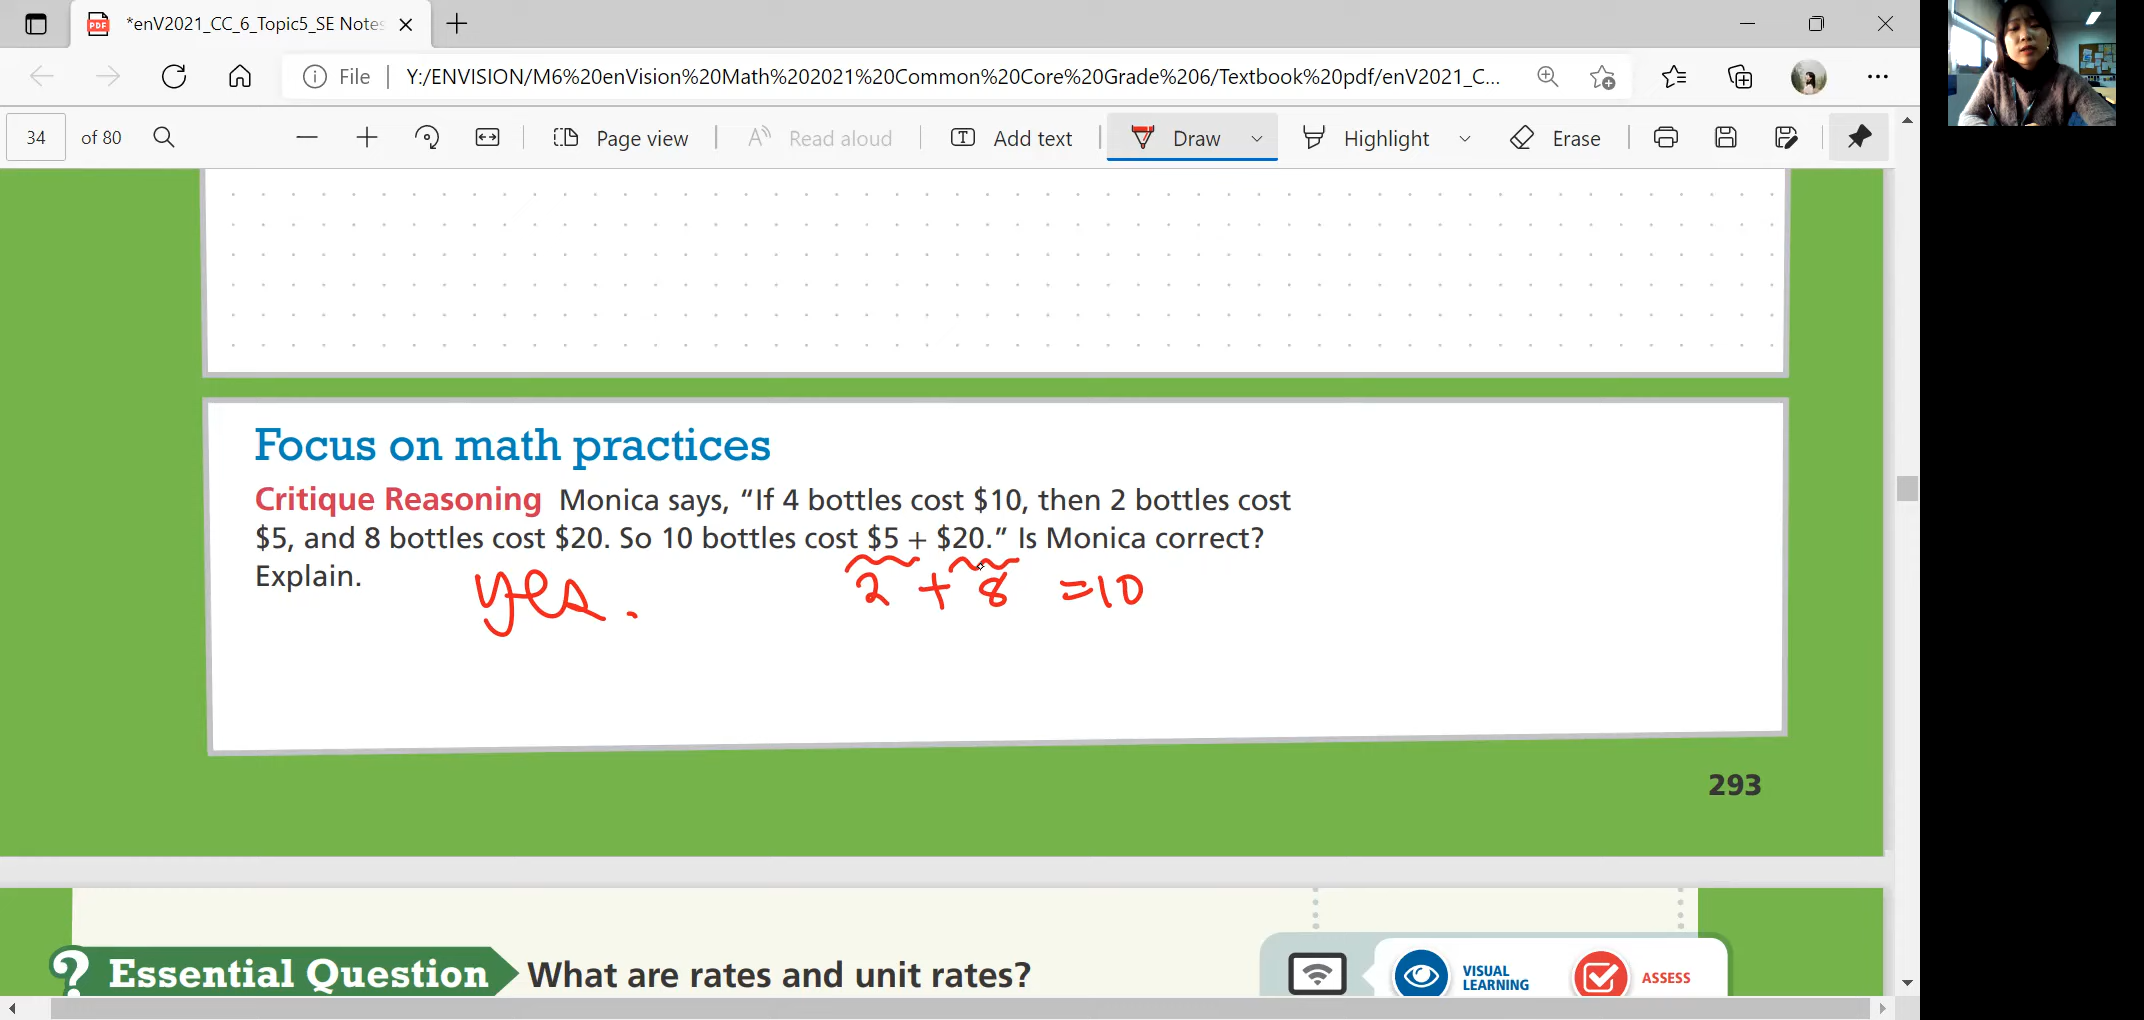 *enV2021_CC_6_Topic5_SE Notes
File Y:/ENVISION/M6%20enVision%20Math%202021%20Common%20Core%20Grade%206/Textbook%20pdf/enV2021_C...
34 of 80 Page view Read aloud Add text Draw Highlight Erase
Focus on math practices
Critique Reasoning Monica says, “If 4 bottles cost $10, then 2 bottles cost
$5, and 8 bottles cost $20. So 10 bottles cost $5 + $20.” Is Monica correct?
Explain.
yes. 2 + 8 = 10
293
? Essential Question What are rates and unit rates?
VISUAL
LEARNING
ASSESS